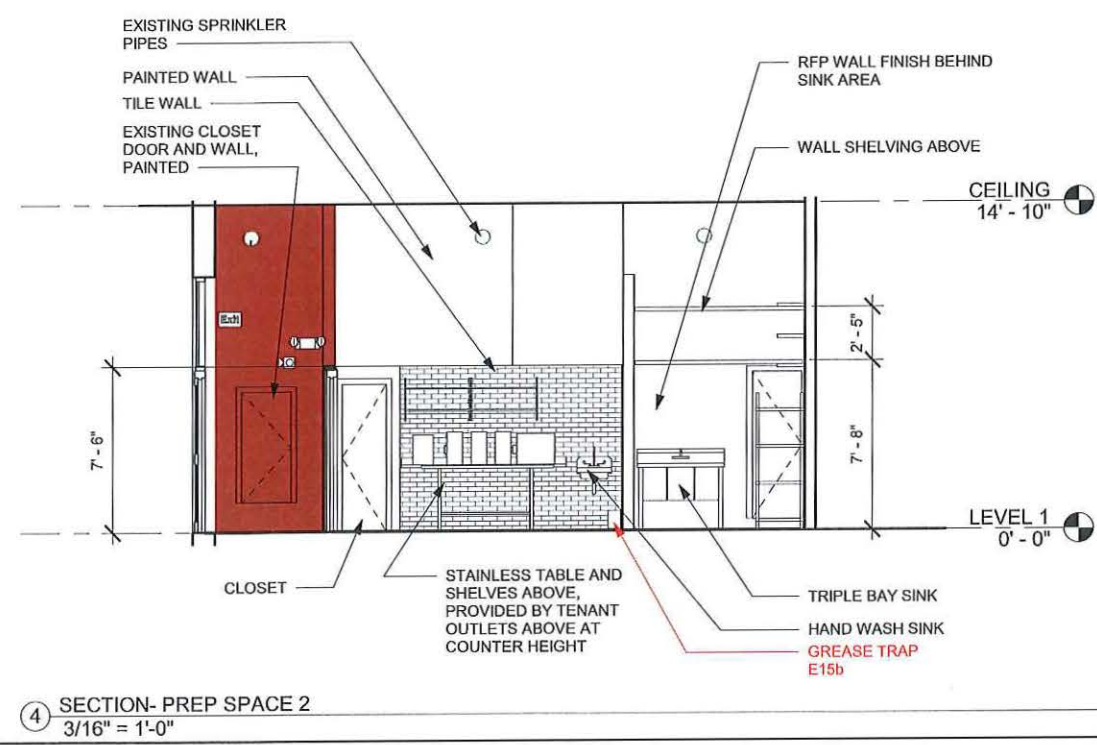 EXISTING SPRINKLER
PIPES
PAINTED WALL
TILE WALL
EXISTING CLOSET
DOOR AND WALL,
PAINTED
RFP WALL FINISH BEHIND
SINK AREA
WALL SHELVING ABOVE
CEILING
14' - 10"
Exit
2' - 5"
7' - 6"
7' - 8"
LEVEL 1
0' - 0"
CLOSET
STAINLESS TABLE AND
SHELVES ABOVE,
PROVIDED BY TENANT
OUTLETS ABOVE AT
COUNTER HEIGHT
TRIPLE BAY SINK
HAND WASH SINK
GREASE TRAP
E15b
4
SECTION- PREP SPACE 2
3/16" = 1'-0"